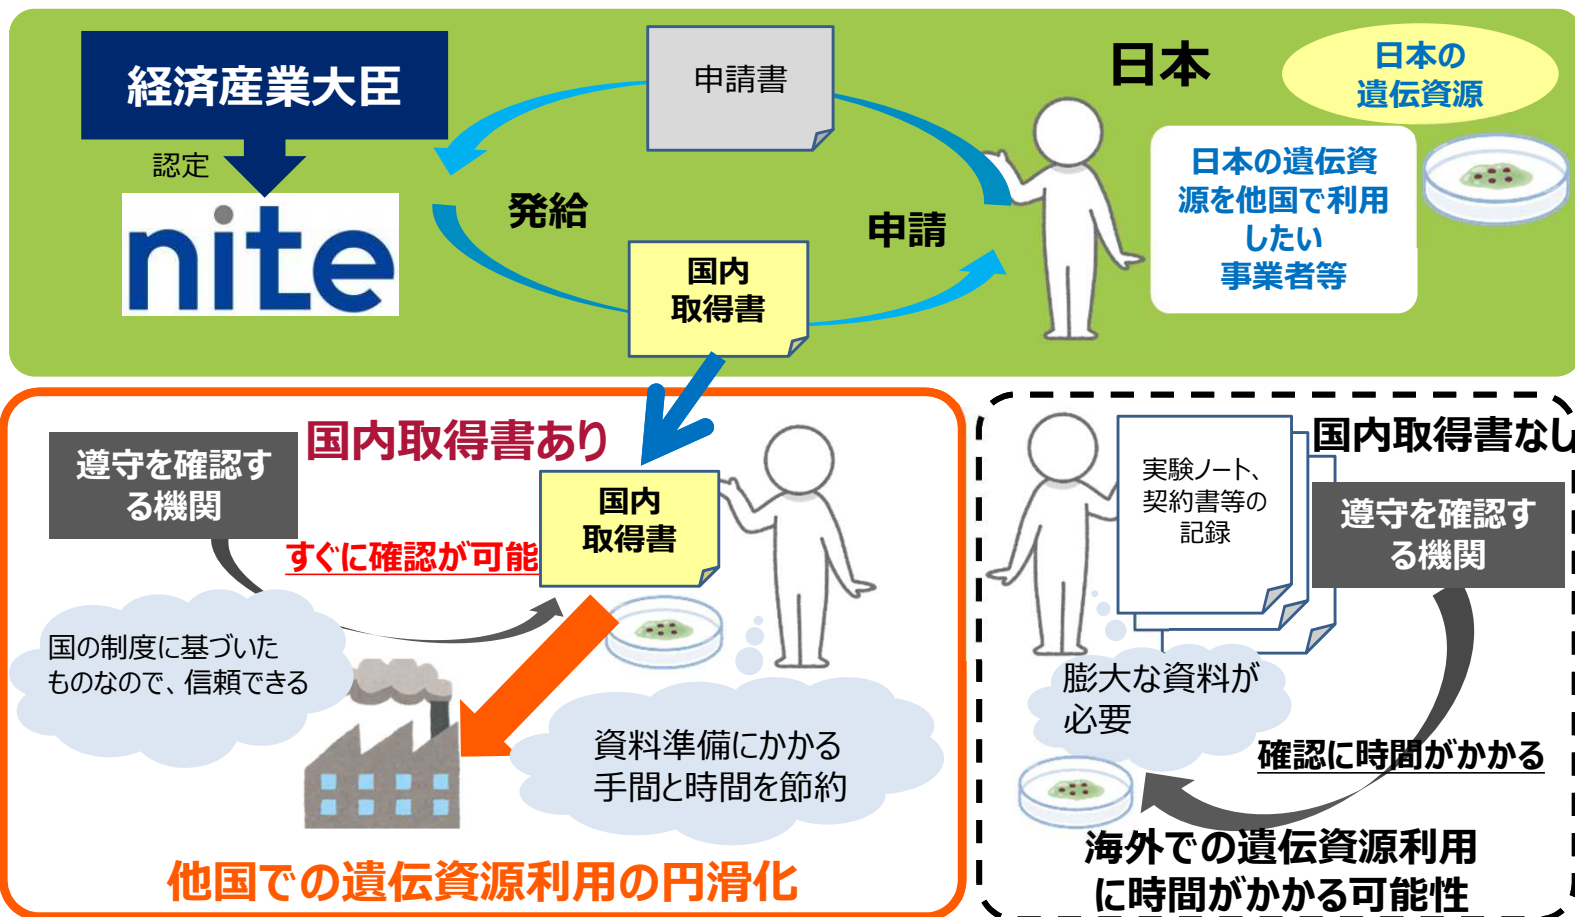 経済産業大臣
認定
nite
申請書
発給
申請
国内
取得書
日本
日本の
遺伝資源
日本の遺伝資
源を他国で利用
したい
事業者等
国内取得書あり
遵守を確認す
る機関
すぐに確認が可能
国内
取得書
国の制度に基づいた
ものなので、信頼できる
資料準備にかかる
手間と時間を節約
他国での遺伝資源利用の円滑化
国内取得書なし
実験ノート、
契約書等の
記録
遵守を確認す
る機関
膨大な資料が
必要
確認に時間がかかる
海外での遺伝資源利用
に時間がかかる可能性